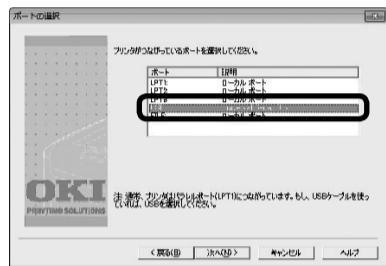 ポートの選択
プリンタがつながっているポートを選択してください。
ポート 説明
LPT1: ローカル ポート
LPT2: ローカル ポート
LPT3: ローカル ポート
ローカル ポート
OKI
PRINTING SOLUTIONS
注: 通常、プリンタはパラレルポート(LPT1)につながっています。もし、USBケーブルを使っ
ていれば、USBを選択してください。
< 戻る(B) 次へ(N) > キャンセル ヘルプ